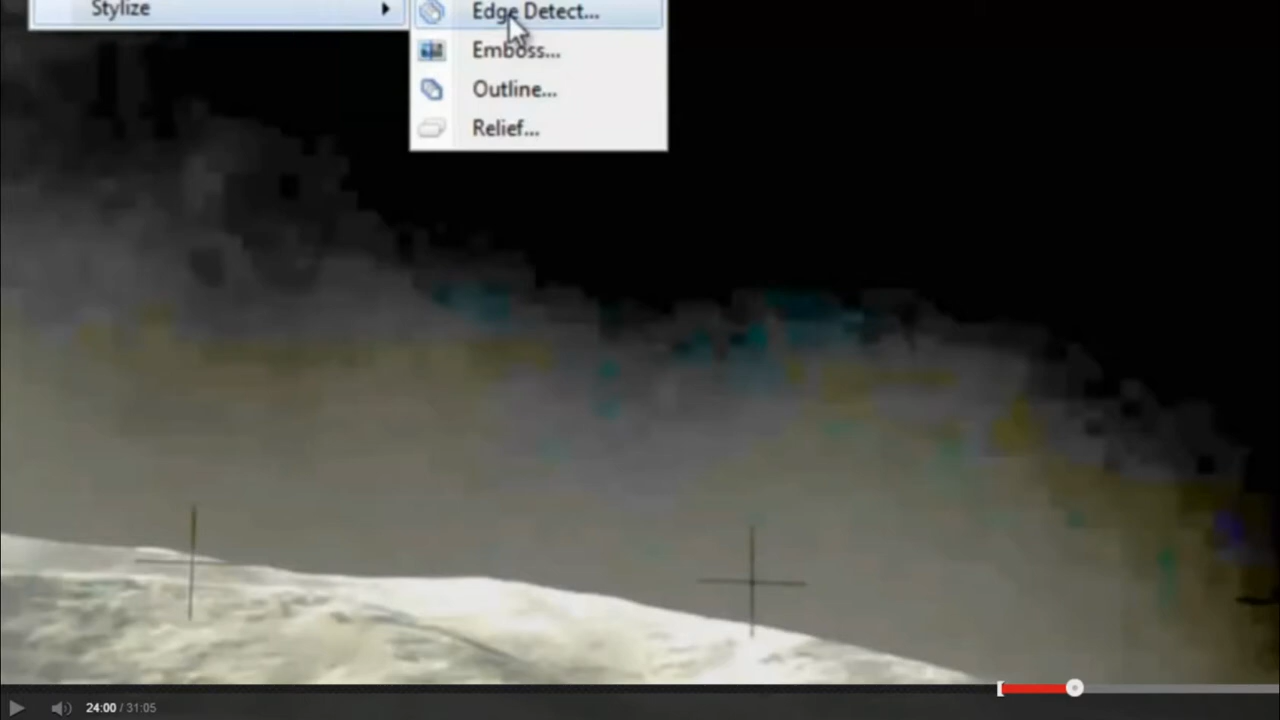 Stylize
Edge Detect...
Emboss...
Outline...
Relief...
24:00 / 31:05